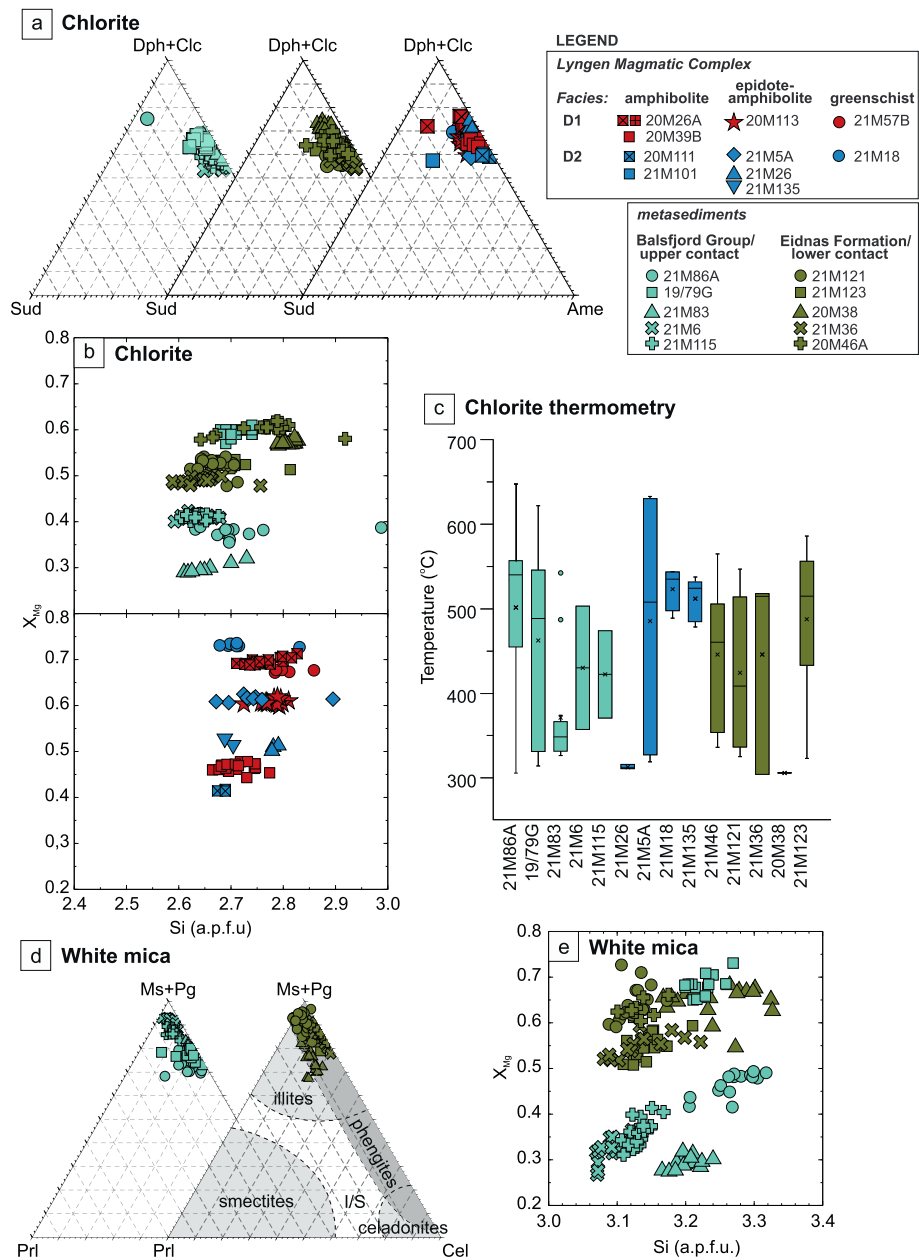 a Chlorite
Dph+Clc Dph+Clc Dph+Clc
Sud Sud Sud Ame
LEGEND
Lyngen Magmatic Complex
Facies: amphibolite epidote-amphibolite greenschist
D1 20M26A 20M113 21M57B
20M39B
D2 20M111 21M5A 21M18
21M101 21M26
21M135
metasediments
Balsfjord Group/ Eidnas Formation/
upper contact lower contact
21M86A 21M121
19/79G 21M123
21M83 20M38
21M6 21M36
21M115 20M46A
b Chlorite
0.8
0.7
0.6
0.5
0.4
0.3
0.8
0.7
0.6
0.5
0.4
0.3
0.2
XMg
2.4 2.5 2.6 2.7 2.8 2.9 3.0
Si (a.p.f.u)
c Chlorite thermometry
700
600
500
400
300
Temperature (°C)
21M86A 19/79G 21M83 21M6 21M115 21M26 21M5A 21M18 21M135 21M46 21M121 21M36 20M38 21M123
d White mica
Ms+Pg Ms+Pg
illites
phengites
smectites
I/S
celadonites
Prl Prl Cel
e White mica
0.8
0.7
0.6
0.5
0.4
0.3
0.2
XMg
3.0 3.1 3.2 3.3 3.4
Si (a.p.f.u.)